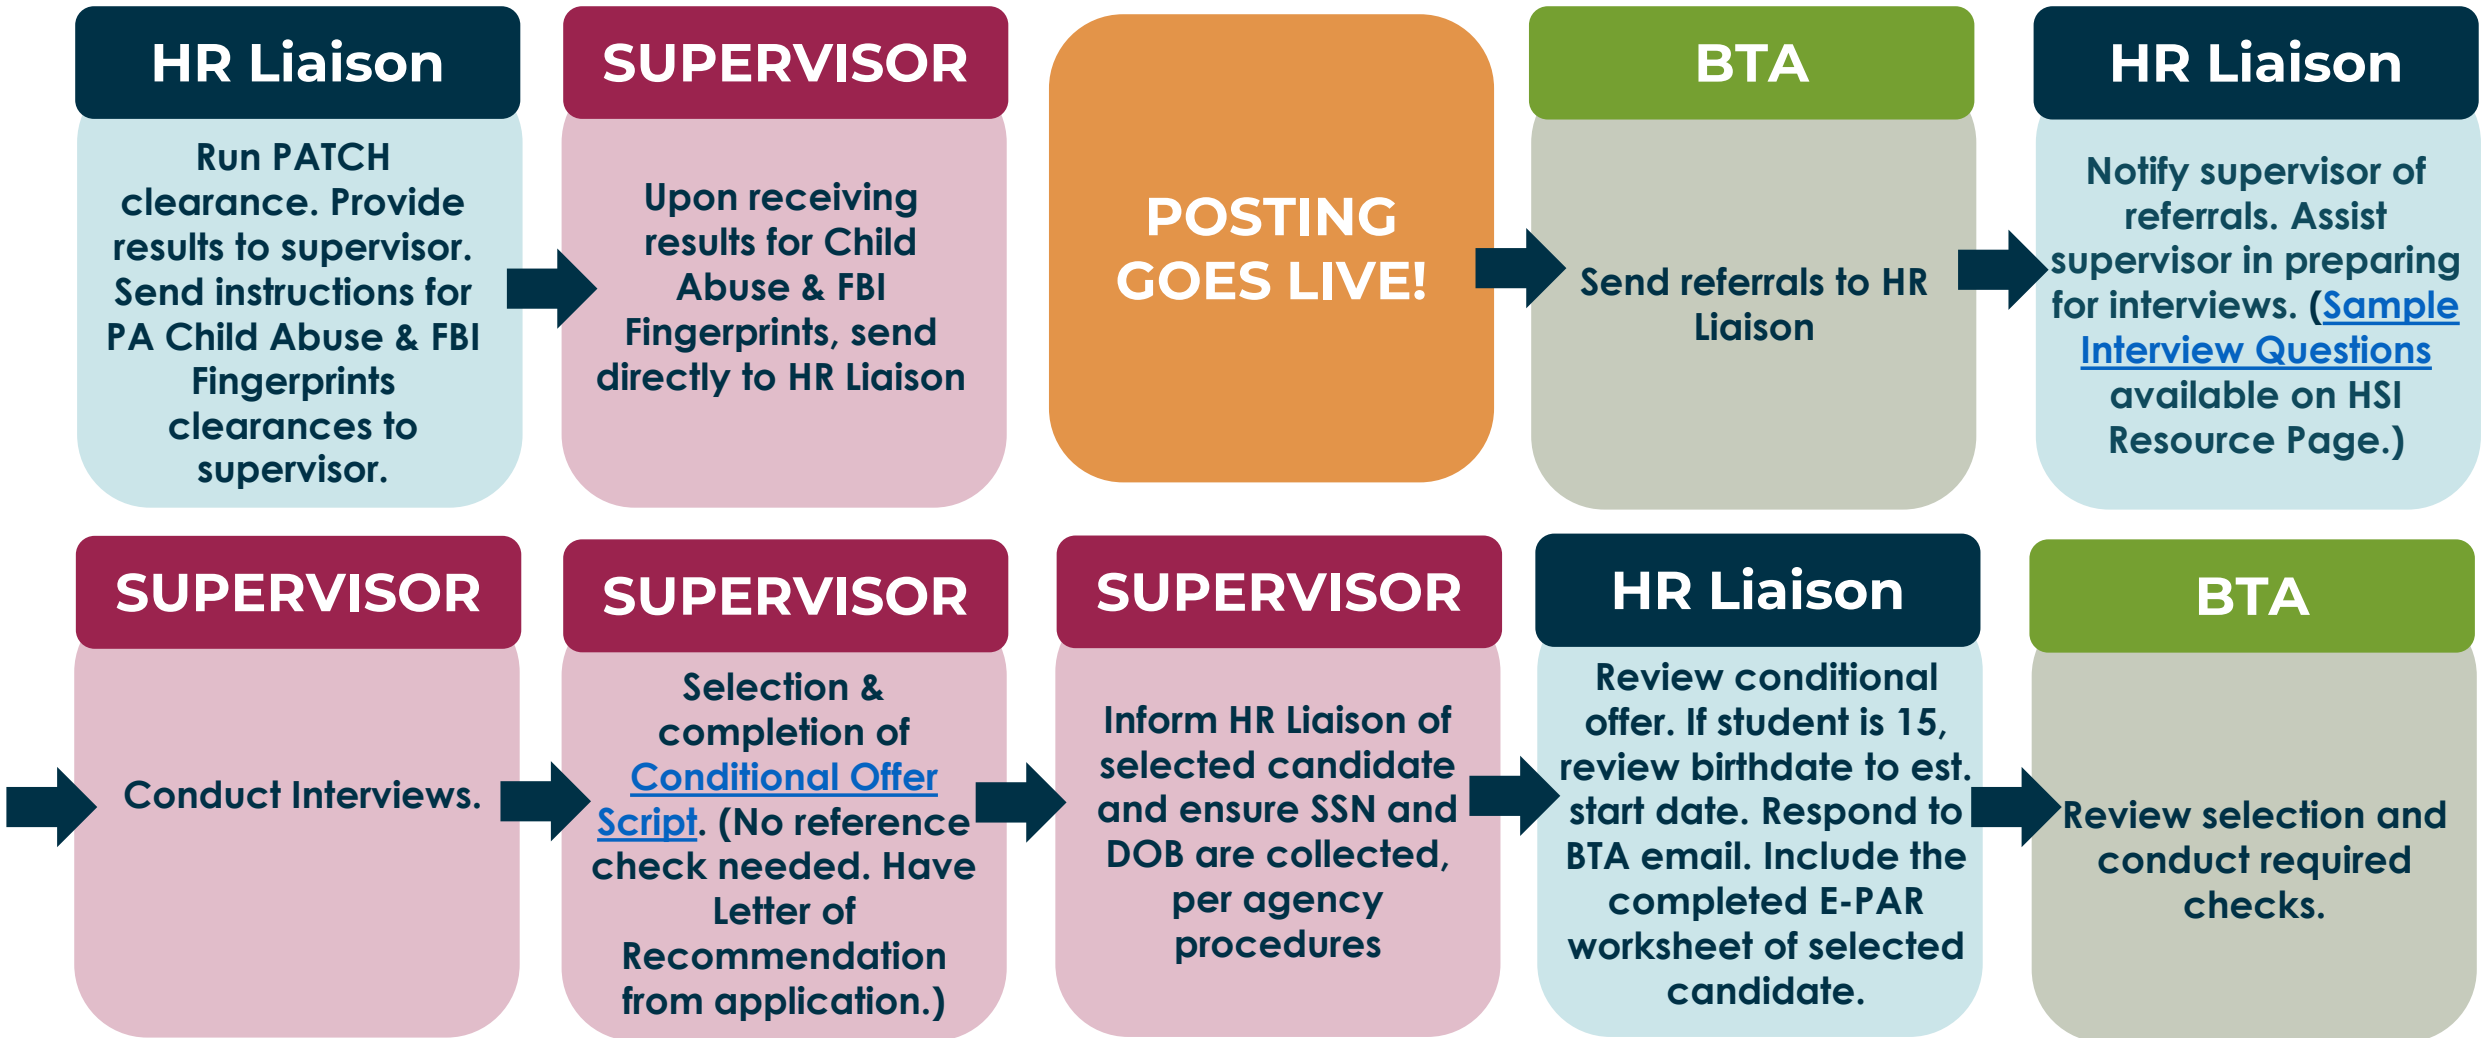 HR Liaison
Run PATCH
clearance. Provide
results to supervisor.
Send instructions for
PA Child Abuse & FBI
Fingerprints
clearances to
supervisor.
SUPERVISOR
Upon receiving
results for Child
Abuse & FBI
Fingerprints, send
directly to HR Liaison
POSTING
GOES LIVE!
BTA
Send referrals to HR
Liaison
HR Liaison
Notify supervisor of
referrals. Assist
supervisor in preparing
for interviews. (Sample
Interview Questions
available on HSI
Resource Page.)
SUPERVISOR
Conduct Interviews.
SUPERVISOR
Selection &
completion of
Conditional Offer
Script. (No reference
check needed. Have
Letter of
Recommendation
from application.)
SUPERVISOR
Inform HR Liaison of
selected candidate
and ensure SSN and
DOB are collected,
per agency
procedures
HR Liaison
Review conditional
offer. If student is 15,
review birthdate to est.
start date. Respond to
BTA email. Include the
completed E-PAR
worksheet of selected
candidate.
BTA
Review selection and
conduct required
checks.